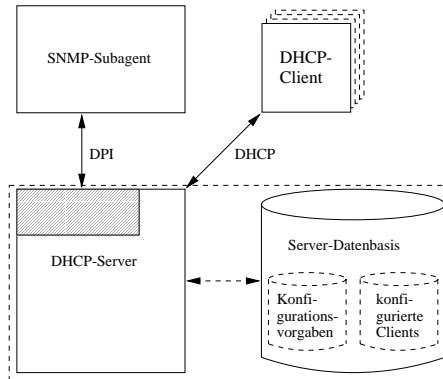 SNMP-Subagent
DHCP-
Client
DPI
DHCP
DHCP-Server
Server-Datenbasis
Konfi-
gurations-
vorgaben
konfi-
gurierte
Clients